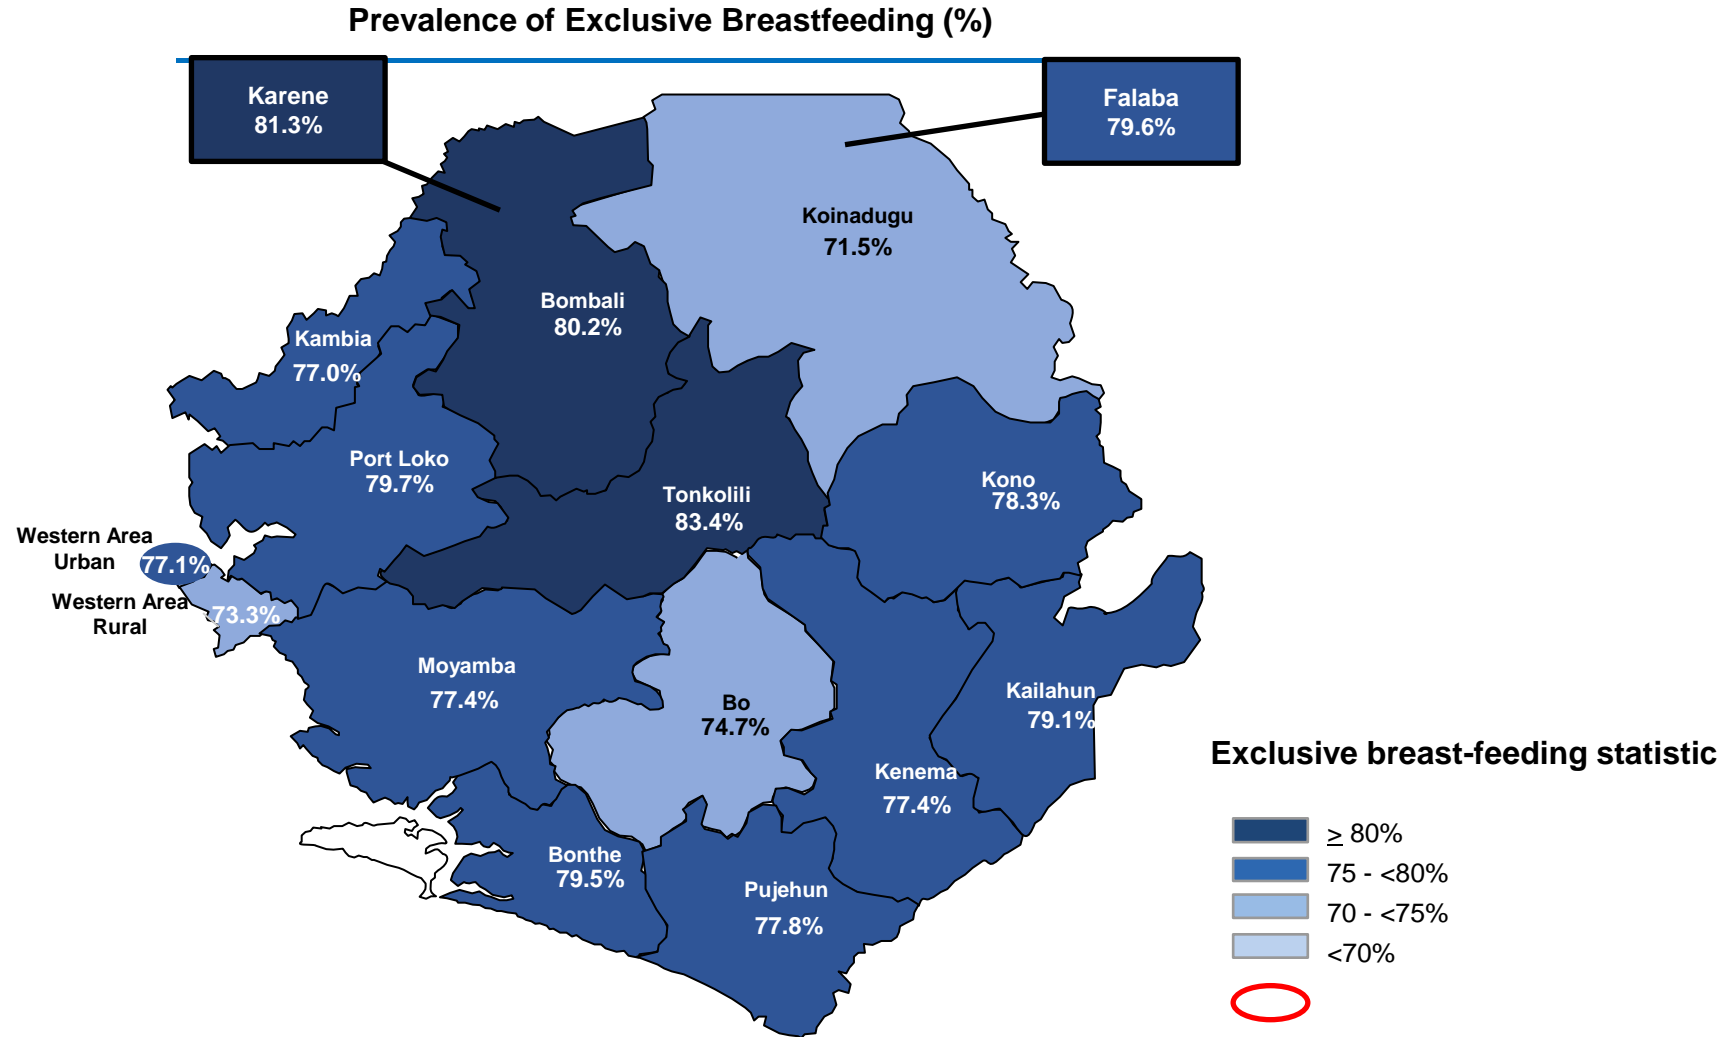 Prevalence of Exclusive Breastfeeding (%)
Karene
81.3%
Falaba
79.6%
Koinadugu
71.5%
Bombali
80.2%
Kambia
77.0%
Port Loko
79.7%
Tonkolili
83.4%
Kono
78.3%
Western Area
Urban
77.1%
Western Area
Rural
73.3%
Moyamba
77.4%
Bo
74.7%
Kailahun
79.1%
Kenema
77.4%
Bonthe
79.5%
Pujehun
77.8%
Exclusive breast-feeding statistic
≥ 80%
75 - <80%
70 - <75%
<70%